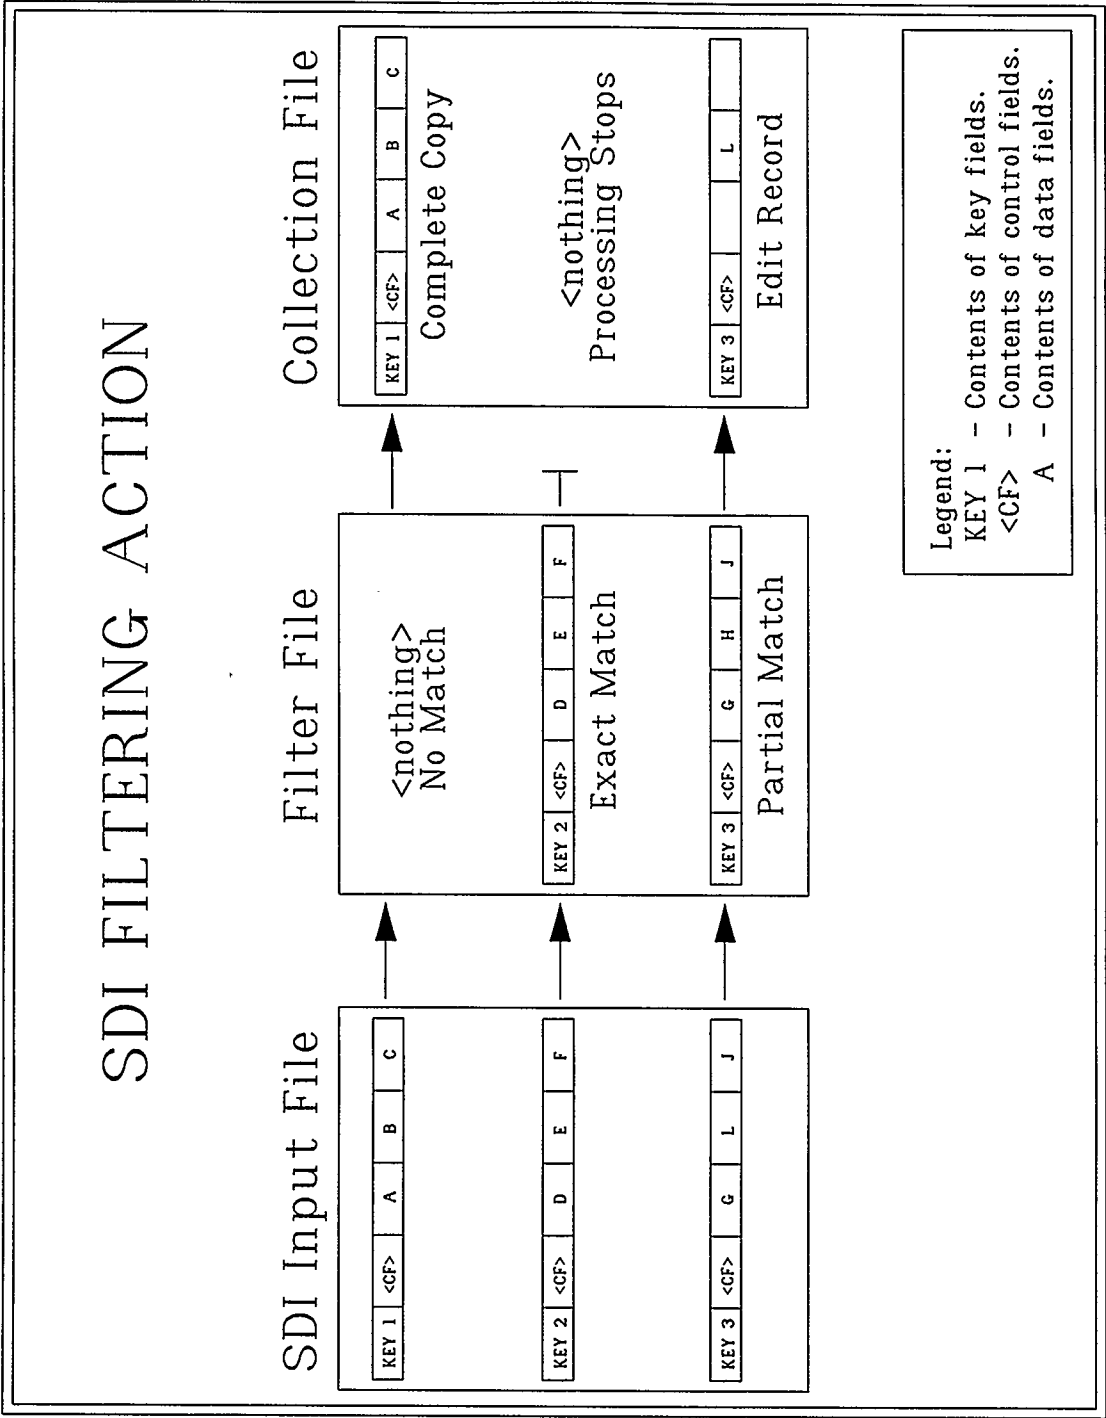 SDI FILTERING ACTION
SDI Input File
Filter File
Collection File
KEY 1 <CF> A B C
<nothing>
No Match
KEY 1 <CF> A B C
Complete Copy
KEY 2 <CF> D E F
KEY 2 <CF> D E F
Exact Match
<nothing>
Processing Stops
KEY 3 <CF> G L J
KEY 3 <CF> G H J
Partial Match
KEY 3 <CF> L
Edit Record
Legend:
KEY 1 - Contents of key fields.
<CF> - Contents of control fields.
A - Contents of data fields.